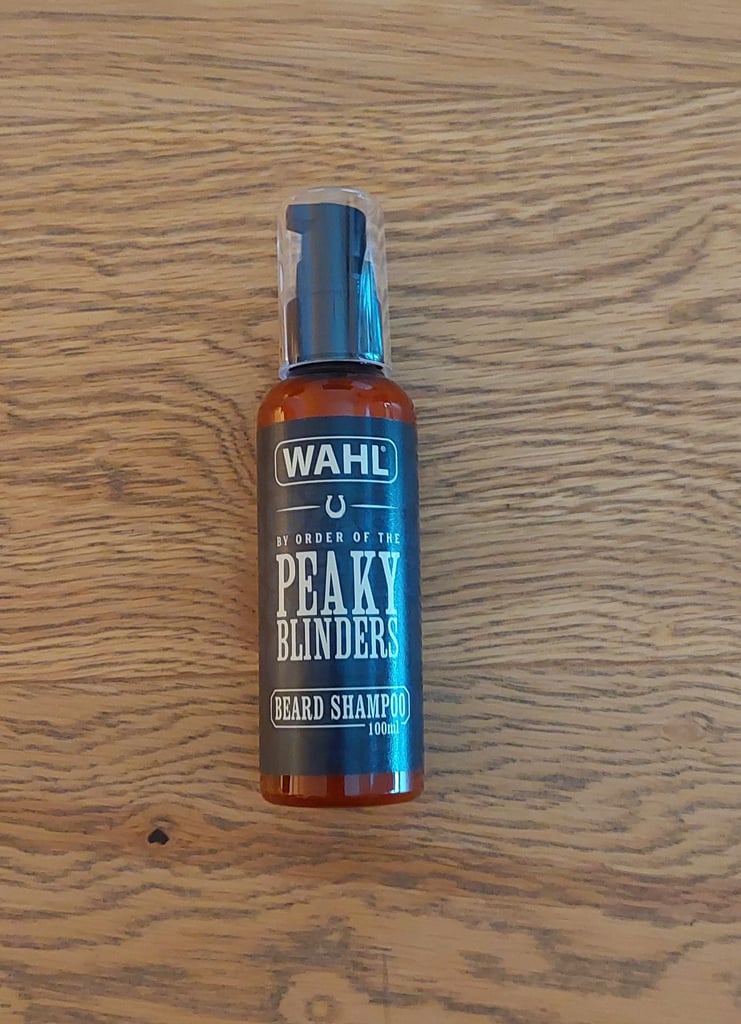 WAHL®
BY ORDER OF THE
PEAKY
BLINDERS
BEARD SHAMPOO
100ml